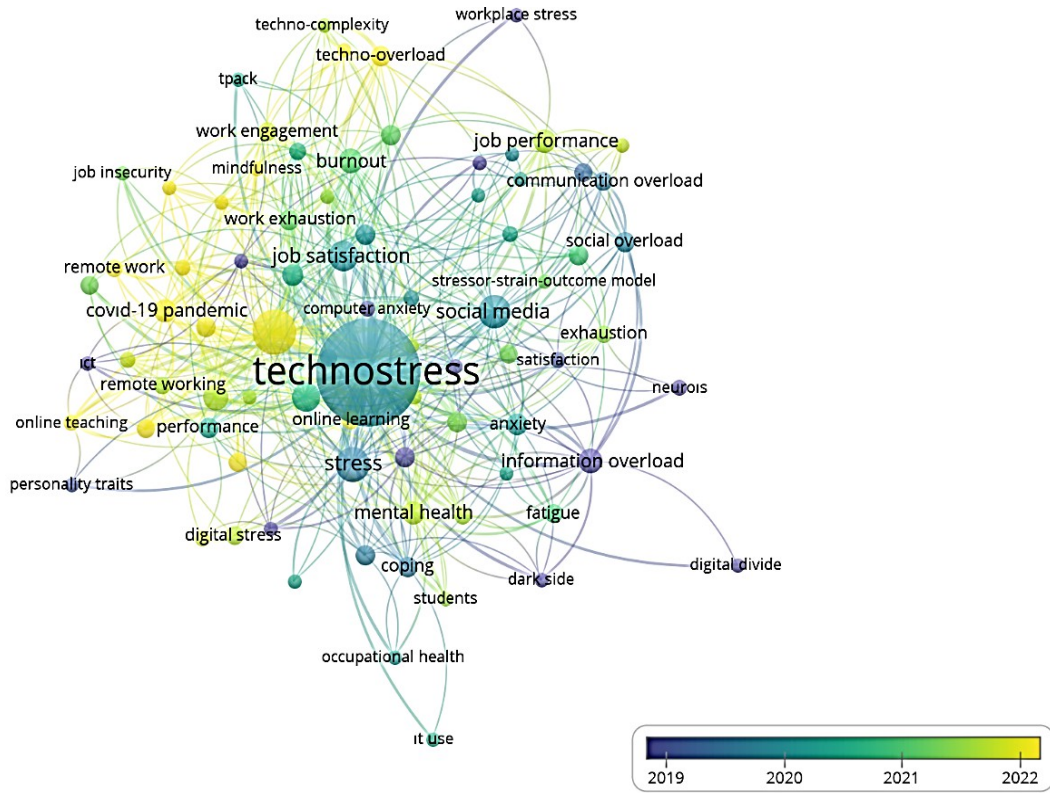 workplace stress
techno-complexity
techno-overload
tpack
work engagement
job performance
burnout
mindfulness
job insecurity
communication overload
work exhaustion
social overload
job satisfaction
remote work
stressor-strain-outcome model
covid-19 pandemic
computer anxiety
social media
exhaustion
satisfaction
ict
technostress
remote working
neurois
online learning
online teaching
performance
anxiety
stress
information overload
personality traits
mental health
fatigue
digital stress
coping
dark side
digital divide
students
occupational health
it use
2019 2020 2021 2022